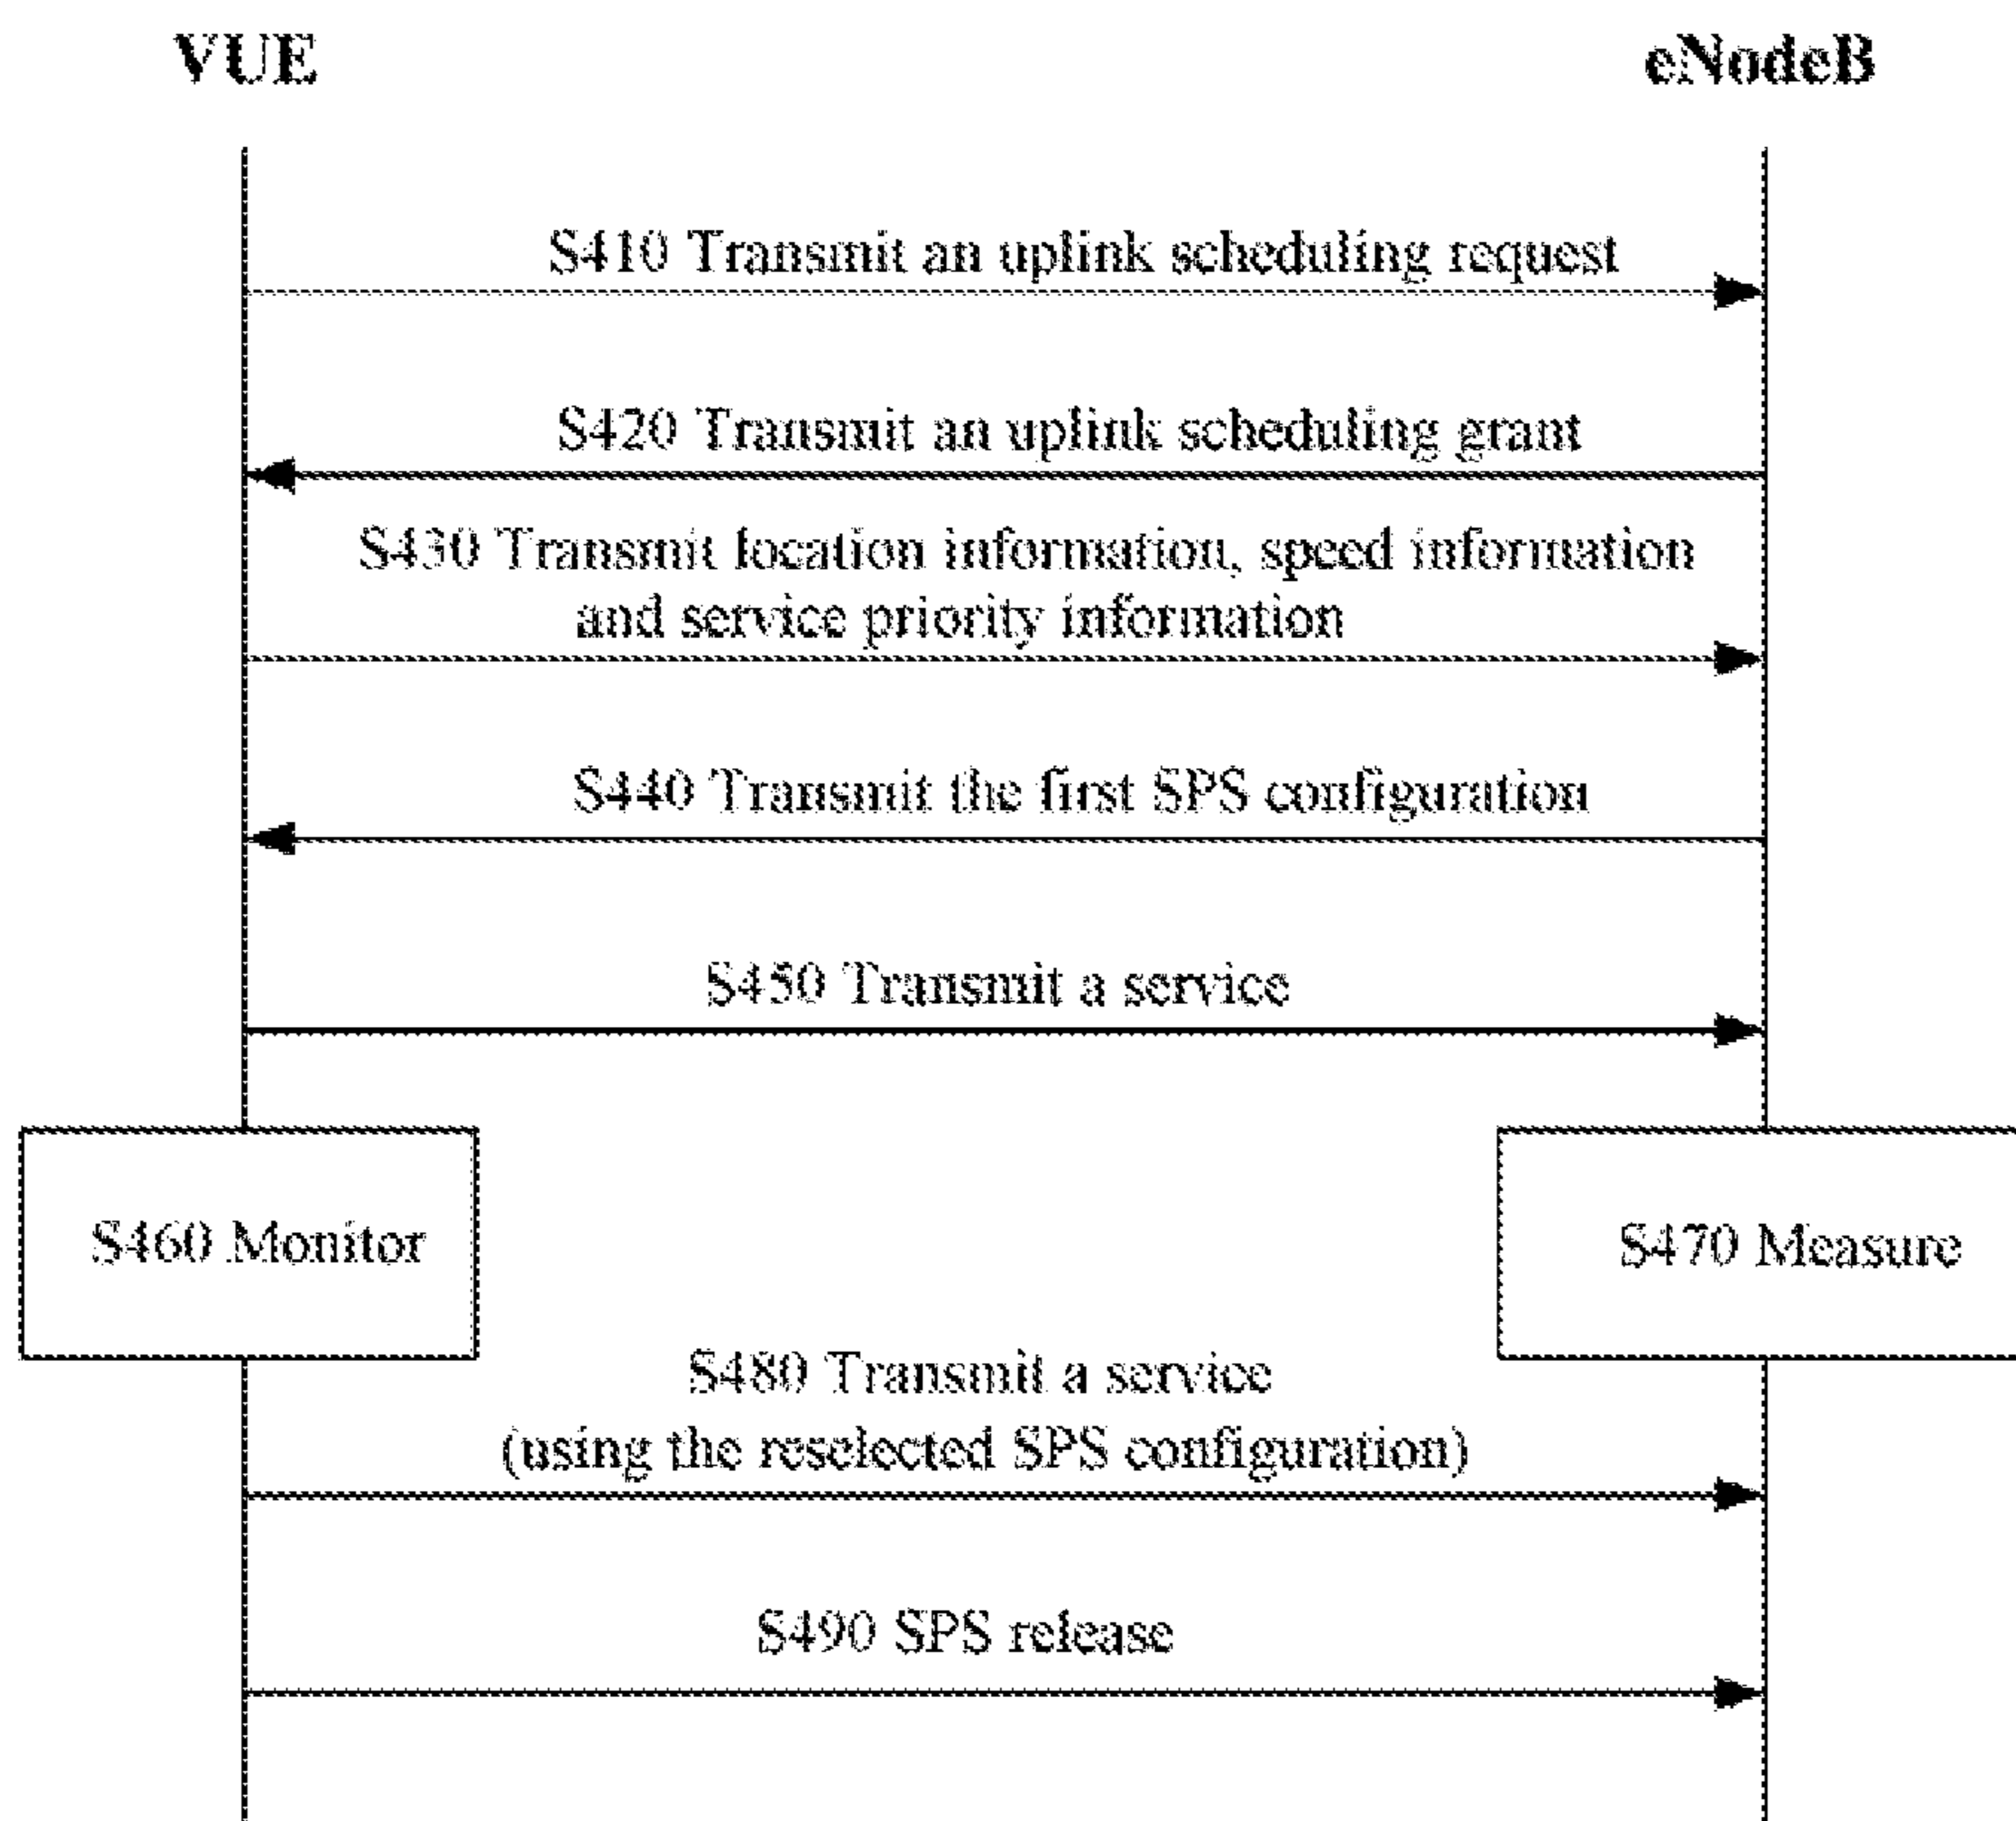 VUE
eNodeB
S410 Transmit an uplink scheduling request
S420 Transmit an uplink scheduling grant
S430 Transmit location information, speed information
and service priority information
S440 Transmit the first SPS configuration
S450 Transmit a service
S460 Monitor
S470 Measure
S480 Transmit a service
(using the reselected SPS configuration)
S490 SPS release